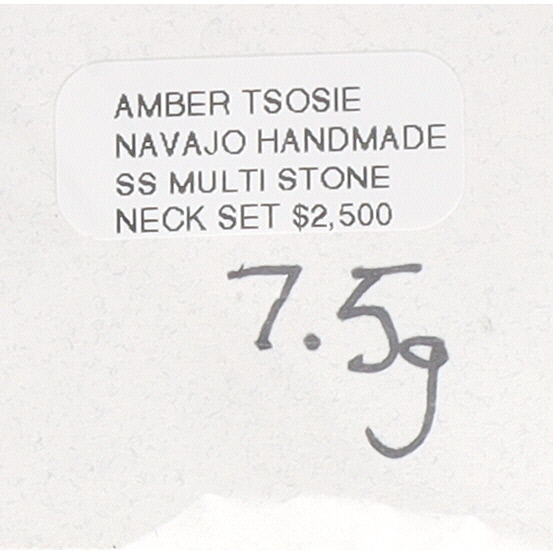 AMBER TSOSIE
NAVAJO HANDMADE
SS MULTI STONE
NECK SET $2,500
7.5g